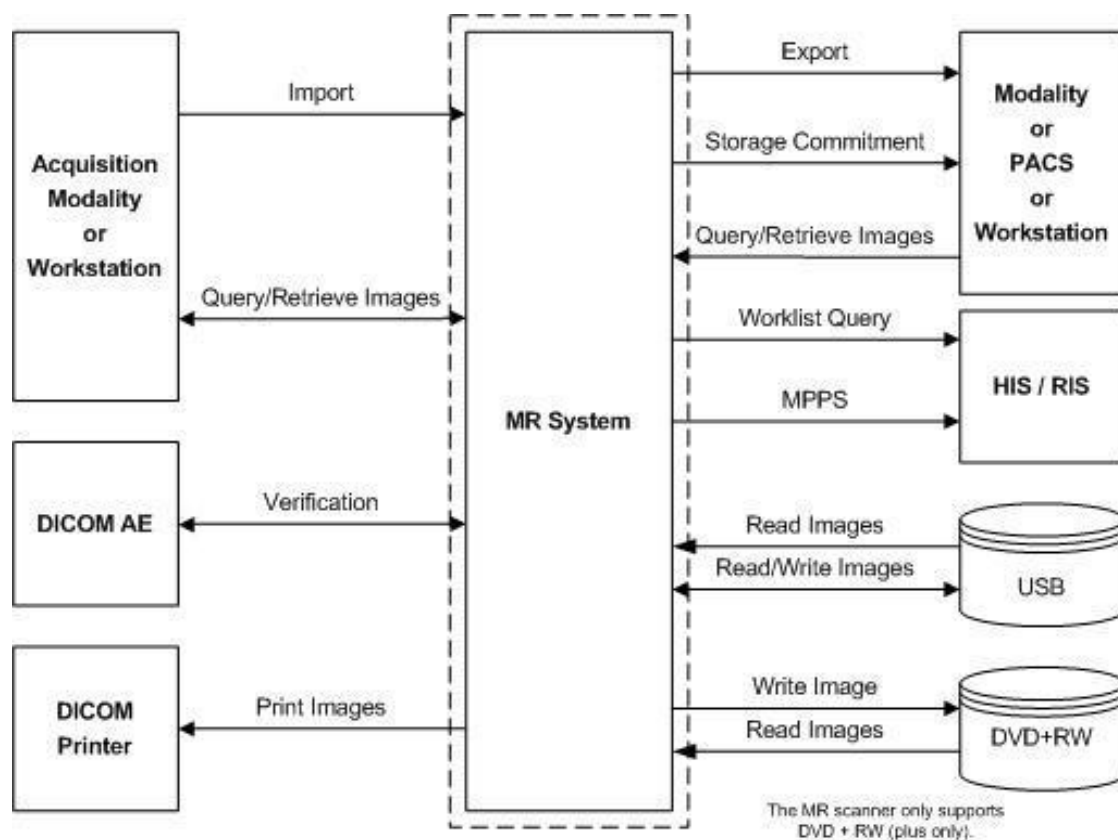 Acquisition
Modality
or
Workstation
Import
Query/Retrieve Images
DICOM AE
Verification
DICOM
Printer
Print Images
MR System
Export
Storage Commitment
Query/Retrieve Images
Modality
or
PACS
or
Workstation
Worklist Query
MPPS
HIS / RIS
Read Images
Read/Write Images
USB
Write Image
Read Images
DVD+RW
The MR scanner only supports
DVD + RW (plus only).